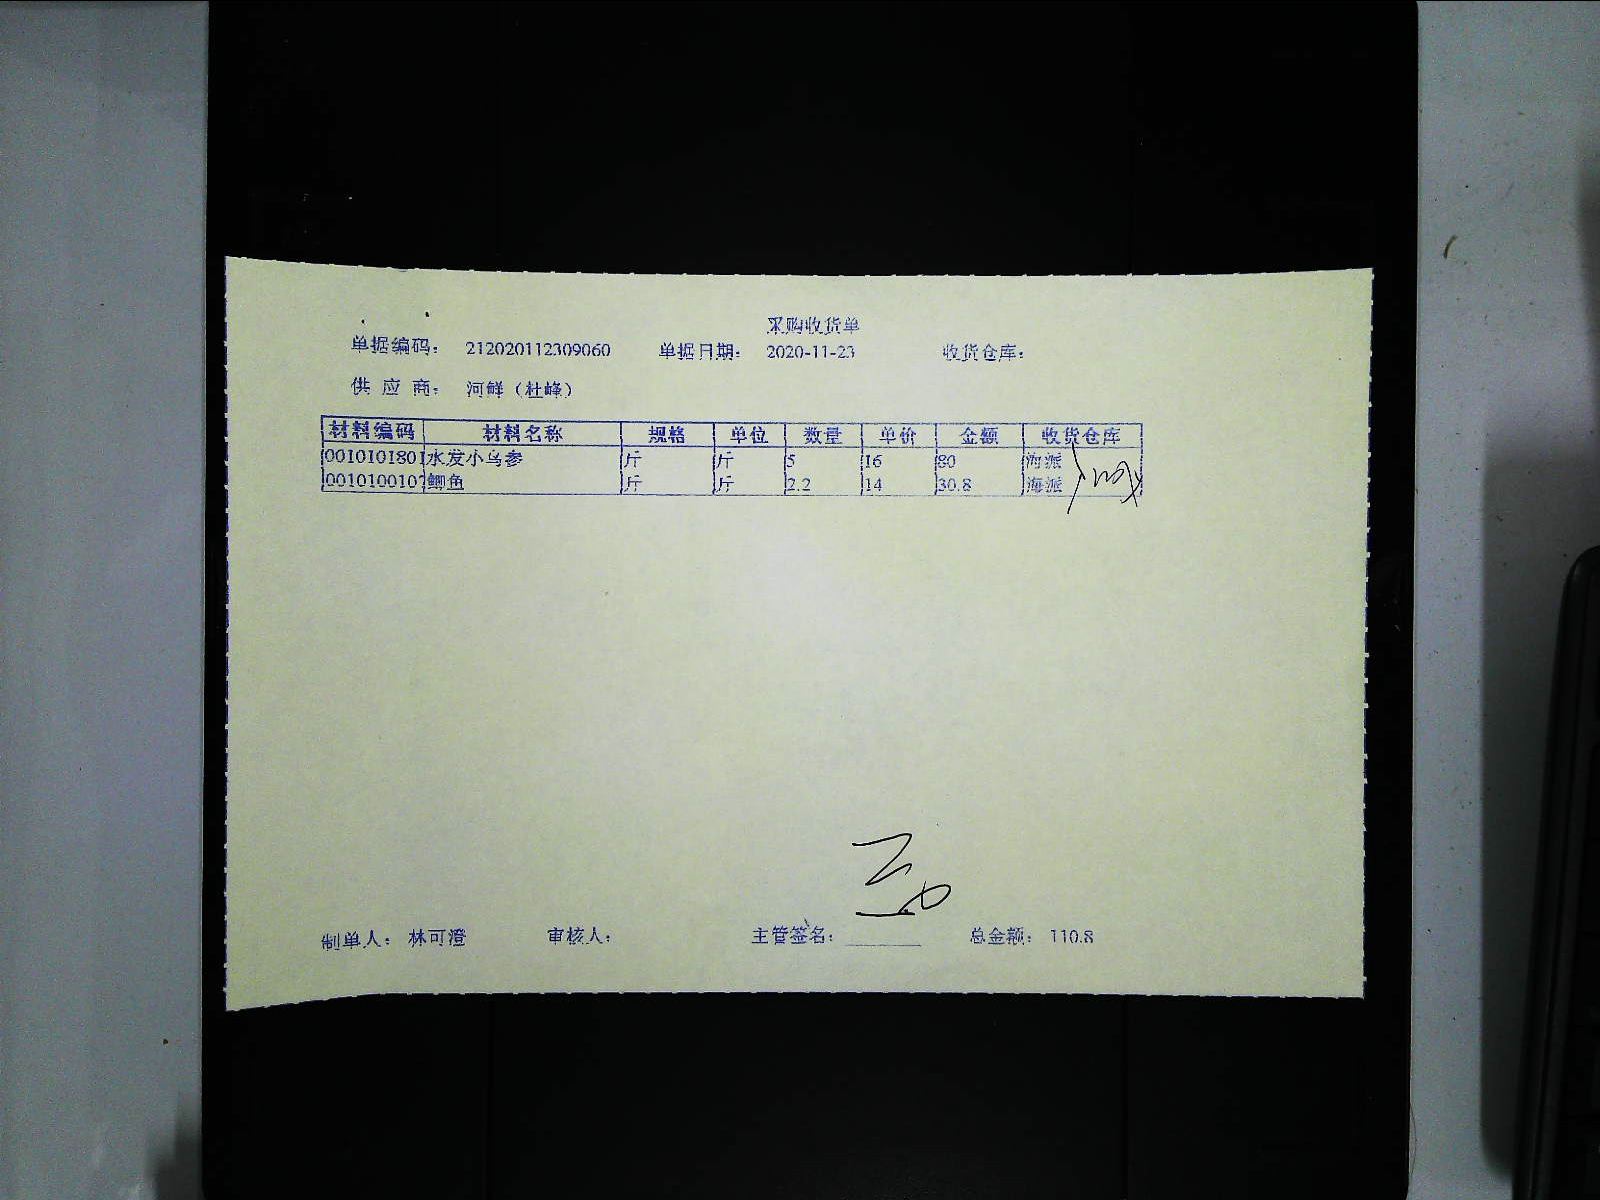 采购收货单
单据编码: 212020112309060 单据日期: 2020-11-23 收货仓库:
供 应 商: 河鲜（杜峰）
材料编码 材料名称 规格 单位 数量 单价 金额 收货仓库
0010101801 水发小乌参 斤 斤 5 16 80 海派
0010100107 鲫鱼 斤 斤 2.2 14 30.8 海派
制单人: 林可澄 审核人: 主管签名: 总金额: 110.8